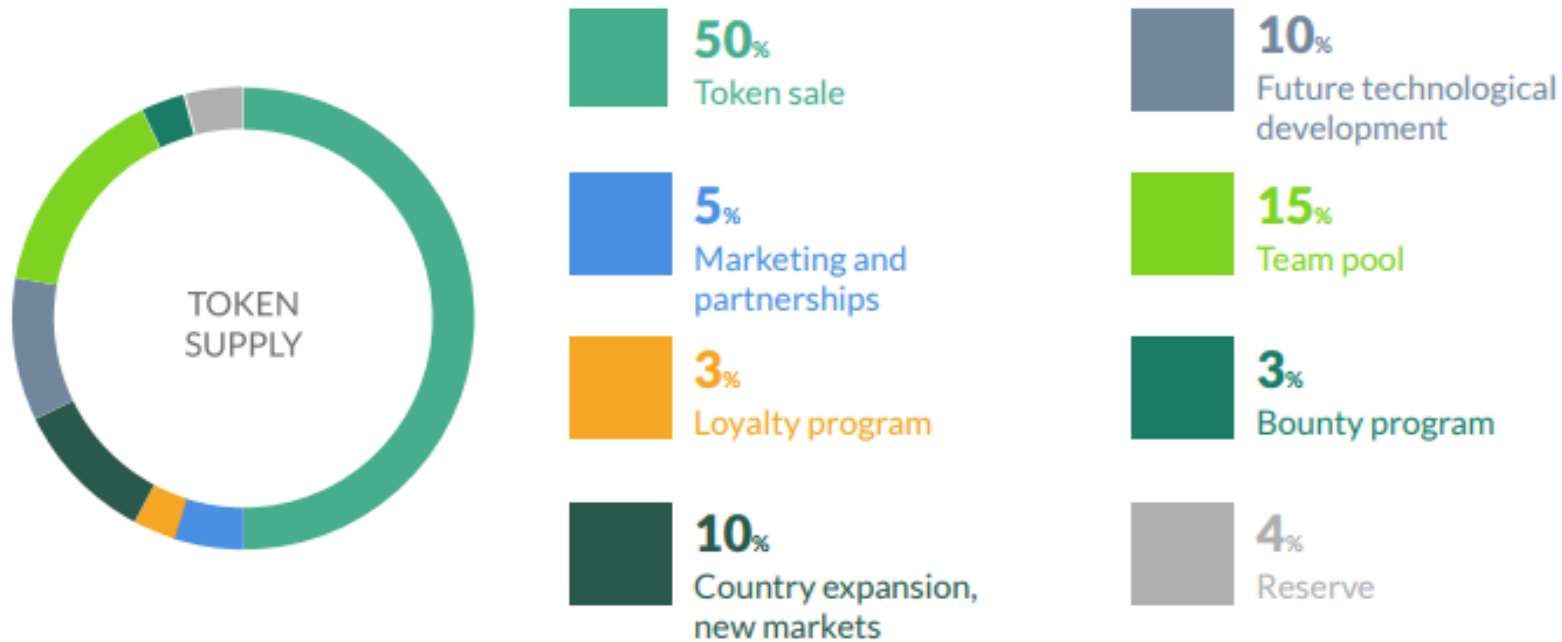 TOKEN
SUPPLY
50%
Token sale
5%
Marketing and
partnerships
3%
Loyalty program
10%
Country expansion,
new markets
10%
Future technological
development
15%
Team pool
3%
Bounty program
4%
Reserve